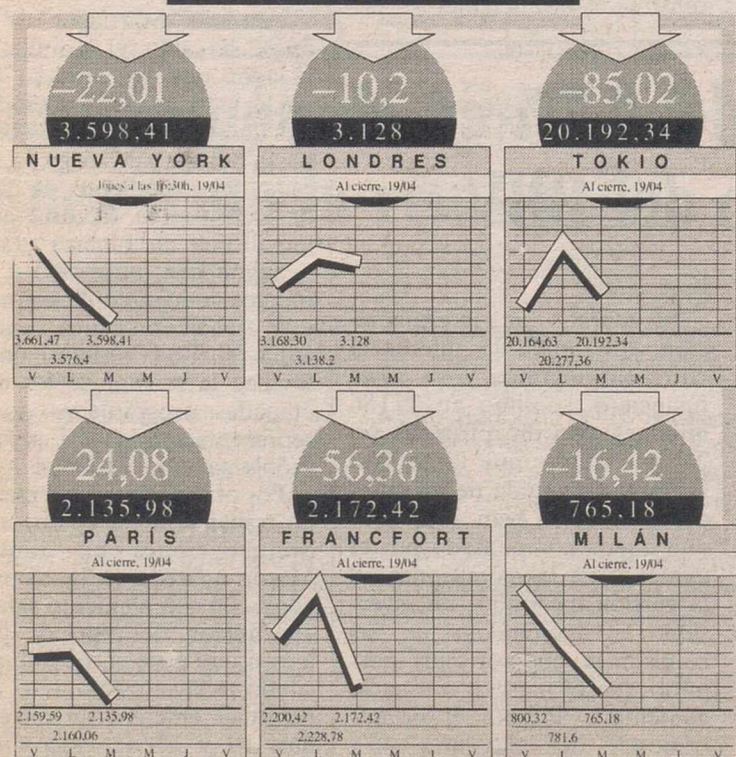 –22,01
3.598,41
NUEVA YORK
lunes a las 16:30h, 19/04
3.661,47 3.598,41
3.576,4
V L M M J V
–10,2
3.128
LONDRES
Al cierre, 19/04
3.168,30 3.128
3.138,2
V L M M J V
–85,02
20.192,34
TOKIO
Al cierre, 19/04
20.164,63 20.192,34
20.277,36
V L M M J V
–24,08
2.135,98
PARÍS
Al cierre, 19/04
2.159,59 2.135,98
2.160,06
V L M M J V
–56,36
2.172,42
FRANCFORT
Al cierre, 19/04
2.200,42 2.172,42
2.228,78
V L M M J V
–16,42
765,18
MILÁN
Al cierre, 19/04
800,32 765,18
781,6
V L M M J V